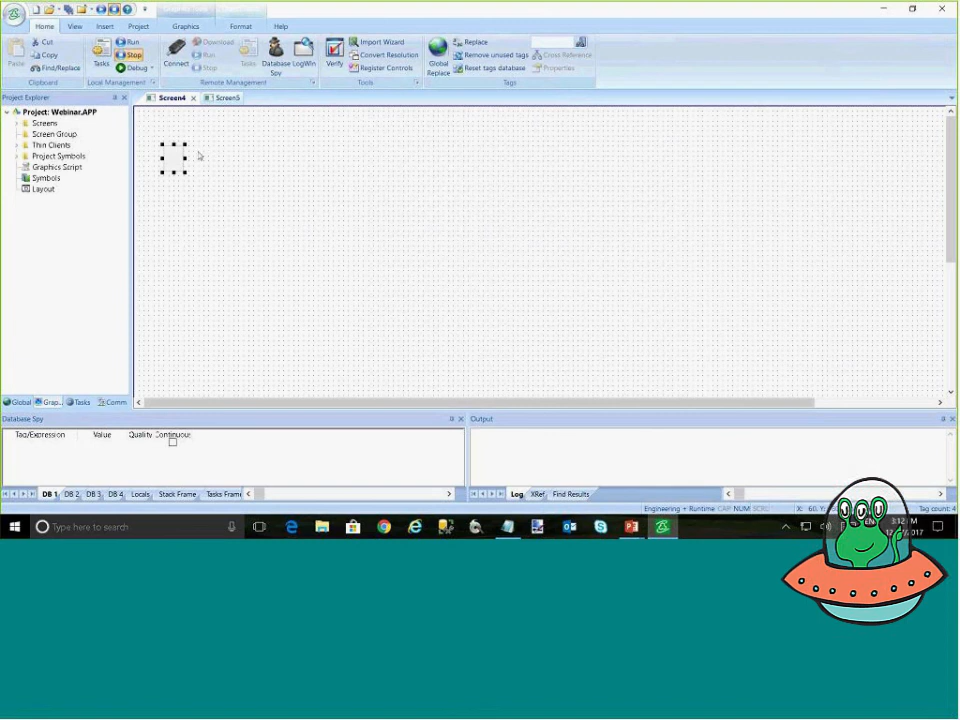 Home View Insert Project Graphics Format Help
Cut Run Download Import Wizard Replace
Paste Copy Tasks Stop Connect Run Tasks Database Spy LogWin Verify Convert Resolution Global Replace Remove unused tags Cross Reference
Find/Replace Debug Stop Register Controls Reset tags database Properties
Clipboard Local Management Remote Management Tools Tags
Project Explorer Screen4 Screen5
Project: Webinar.APP
Screens
Screen Group
Thin Clients
Project Symbols
Graphics Script
Symbols
Layout
Global Grap... Tasks Comm
Database Spy Output
Tag/Expression Value Quality Continuous
DB 1 DB 2 DB 3 DB 4 Locals Stack Frame Tasks Fram Log XRef Find Results
Engineering + Runtime CAP NUM SCRL Tag count: 4
Type here to search